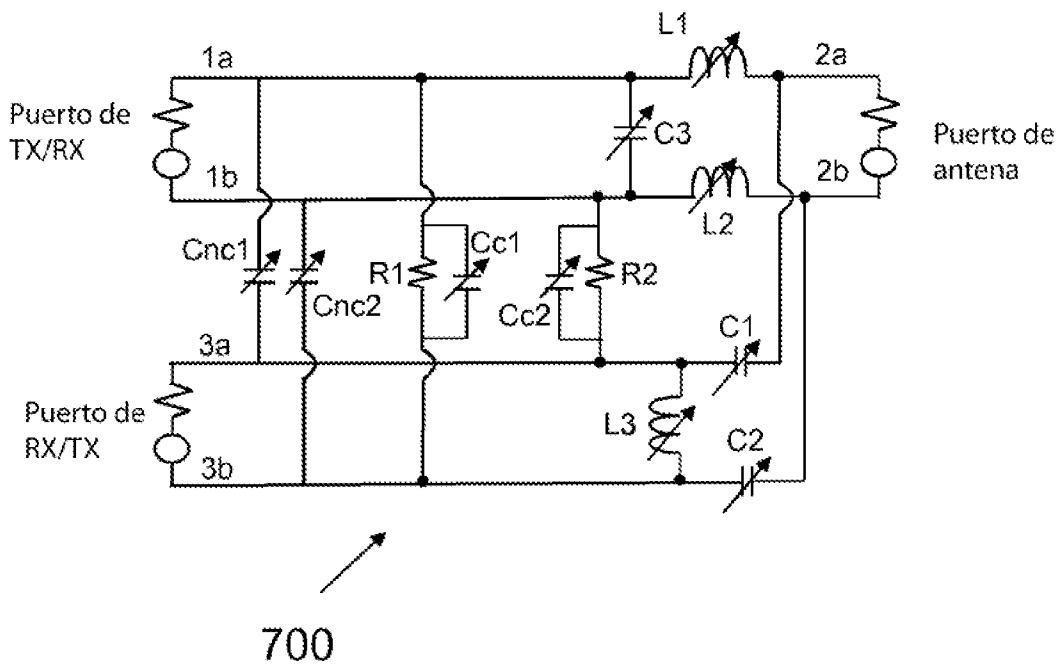 L1
1a
2a
Puerto de
TX/RX
C3
Puerto de
antena
1b
2b
L2
Cnc1
Cnc2
R1
Cc1
Cc2
R2
C1
3a
Puerto de
RX/TX
L3
C2
3b
700